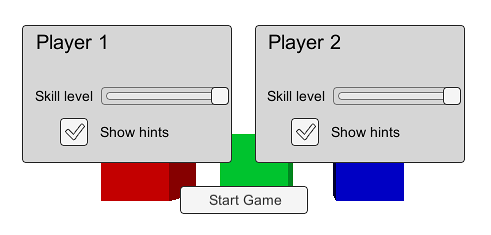 Player 1
Player 2
Skill level
Skill level
Show hints
Show hints
Start Game